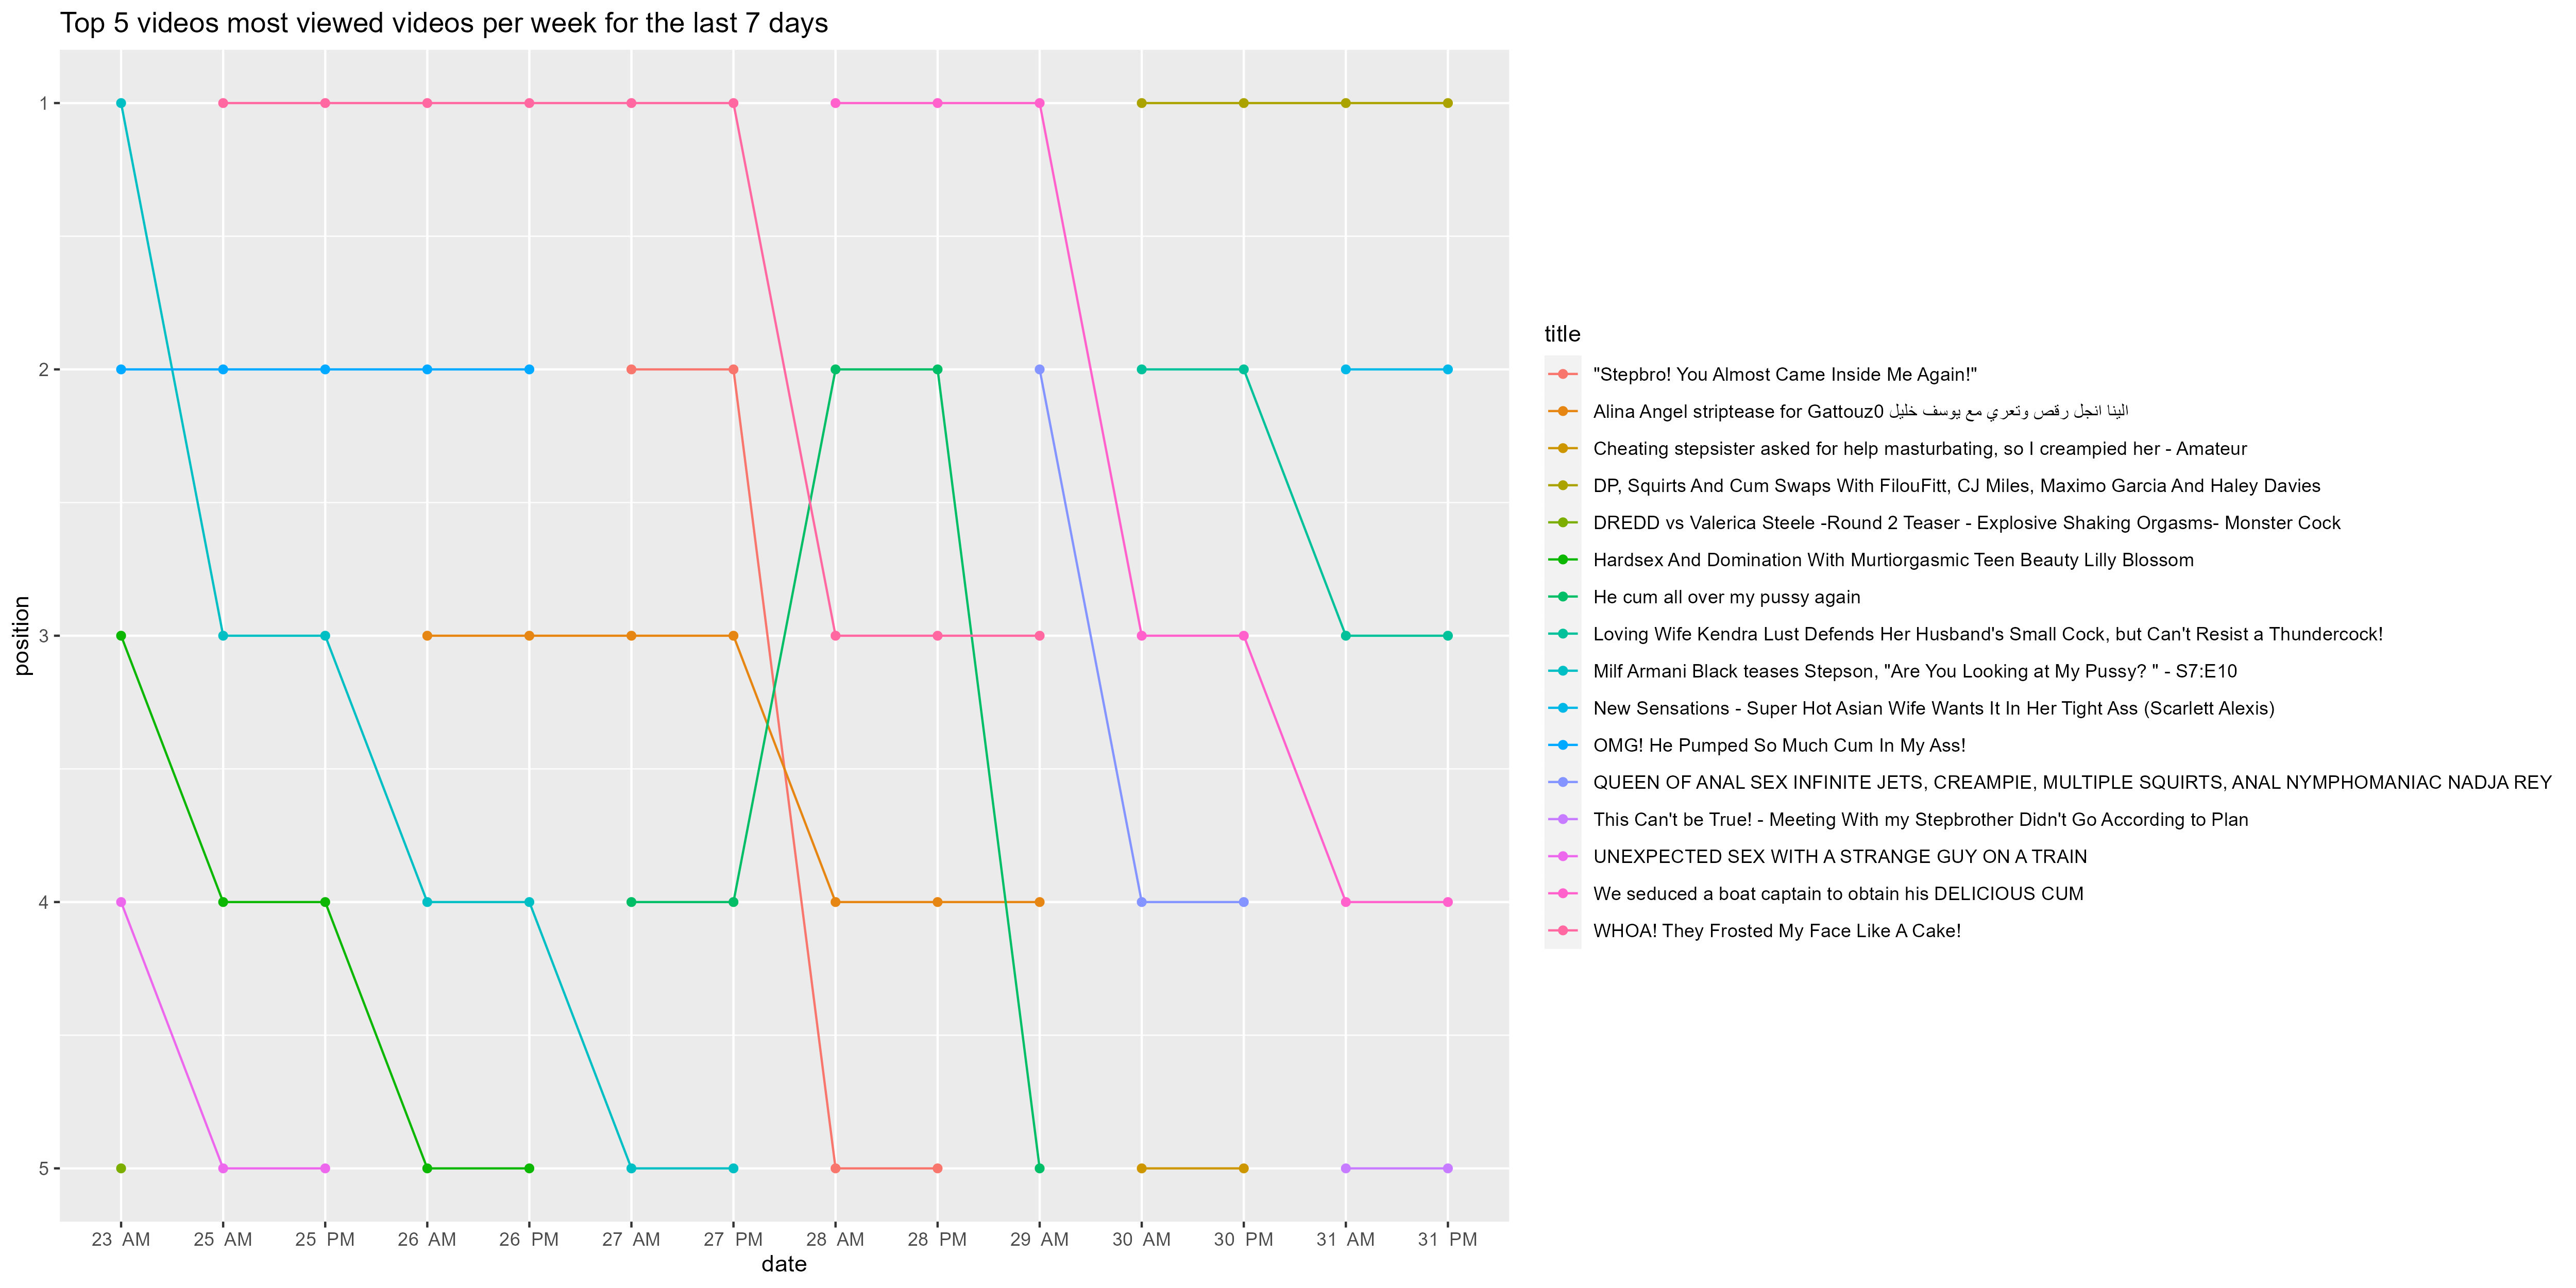 Top 5 videos most viewed videos per week for the last 7 days
position
1
2
3
4
5
23 AM
25 AM
25 PM
26 AM
26 PM
27 AM
27 PM
28 AM
28 PM
29 AM
30 AM
30 PM
31 AM
31 PM
date
title
"Stepbro! You Almost Came Inside Me Again!"
Alina Angel striptease for Gattouz0 الينا انجل رقص وتعري مع يوسف خليل
Cheating stepsister asked for help masturbating, so I creampied her - Amateur
DP, Squirts And Cum Swaps With FilouFitt, CJ Miles, Maximo Garcia And Haley Davies
DREDD vs Valerica Steele -Round 2 Teaser - Explosive Shaking Orgasms- Monster Cock
Hardsex And Domination With Murtiorgasmic Teen Beauty Lilly Blossom
He cum all over my pussy again
Loving Wife Kendra Lust Defends Her Husband's Small Cock, but Can't Resist a Thundercock!
Milf Armani Black teases Stepson, "Are You Looking at My Pussy? " - S7:E10
New Sensations - Super Hot Asian Wife Wants It In Her Tight Ass (Scarlett Alexis)
OMG! He Pumped So Much Cum In My Ass!
QUEEN OF ANAL SEX INFINITE JETS, CREAMPIE, MULTIPLE SQUIRTS, ANAL NYMPHOMANIAC NADJA REY
This Can't be True! - Meeting With my Stepbrother Didn't Go According to Plan
UNEXPECTED SEX WITH A STRANGE GUY ON A TRAIN
We seduced a boat captain to obtain his DELICIOUS CUM
WHOA! They Frosted My Face Like A Cake!